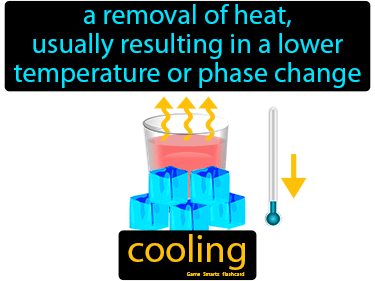 a removal of heat,
usually resulting in a lower
temperature or phase change
cooling
Game Smartz flashcard